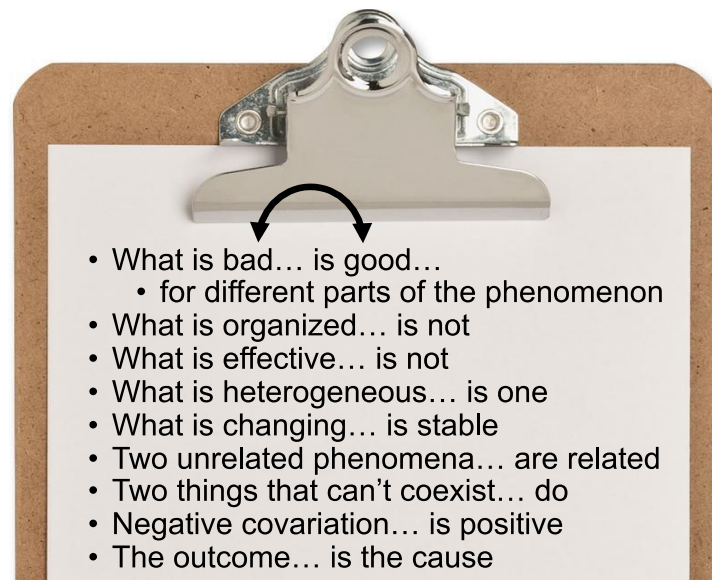 • What is bad… is good…
• for different parts of the phenomenon
• What is organized… is not
• What is effective… is not
• What is heterogeneous… is one
• What is changing… is stable
• Two unrelated phenomena… are related
• Two things that can’t coexist… do
• Negative covariation… is positive
• The outcome… is the cause